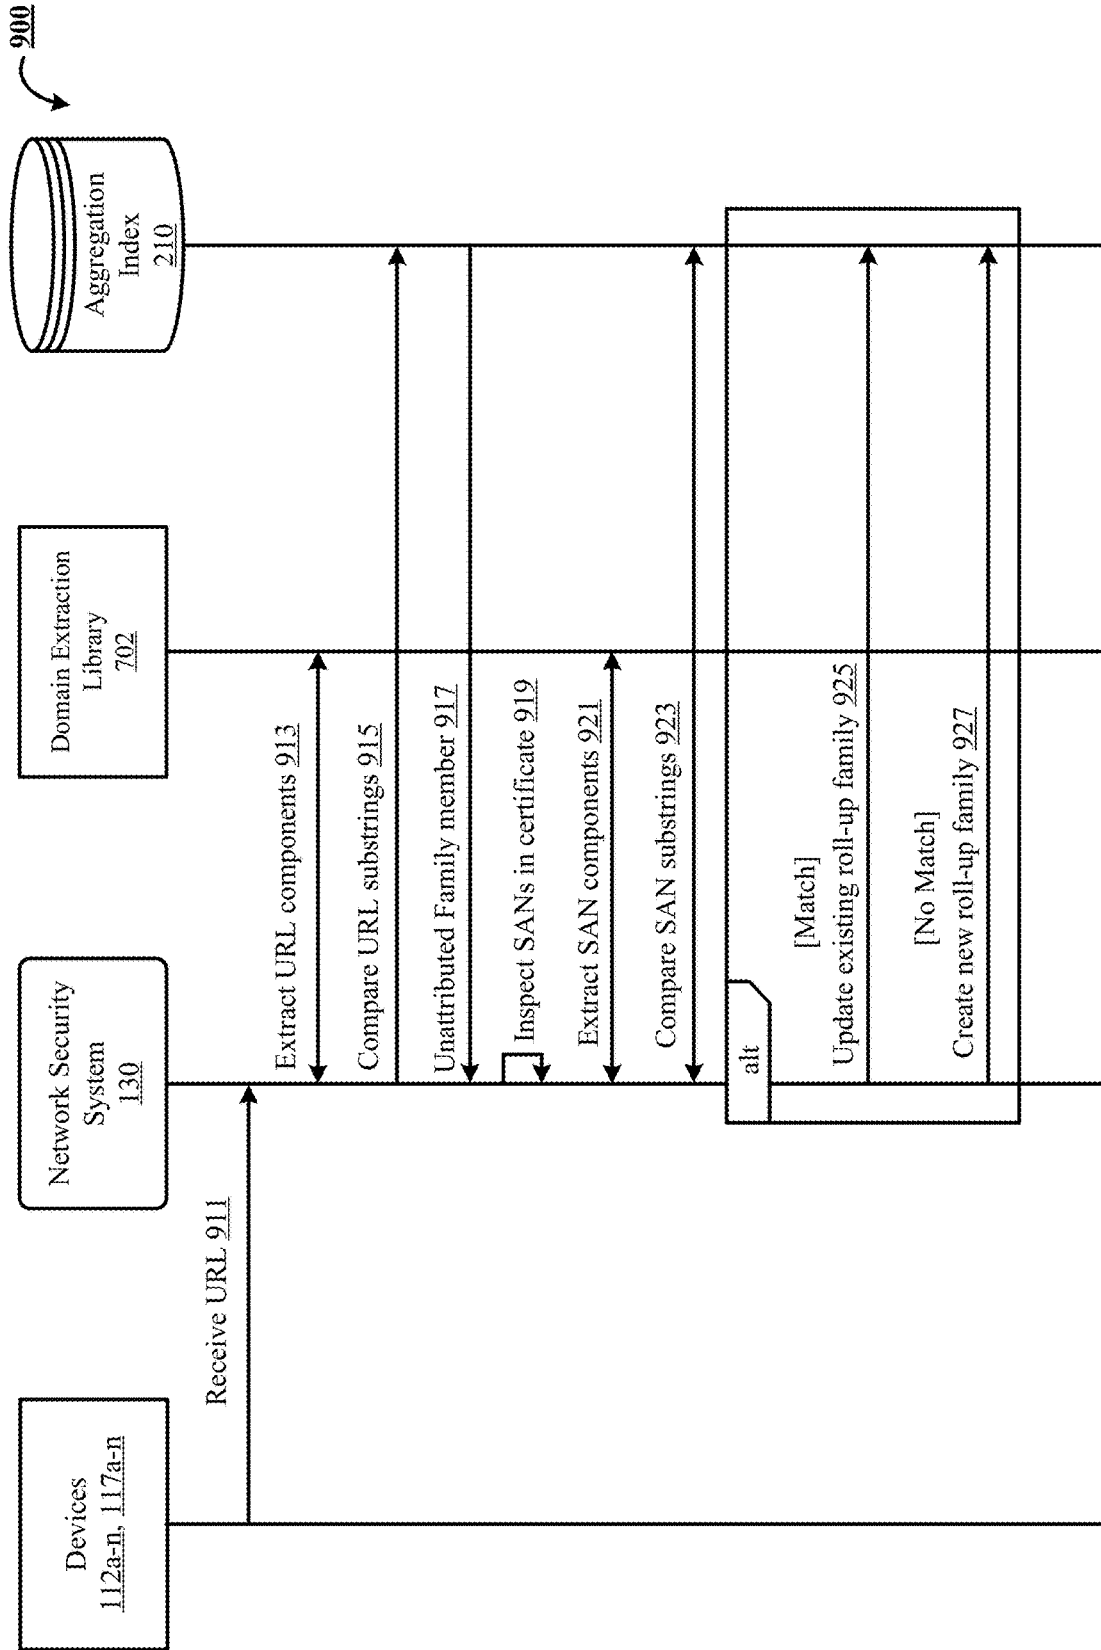 900
Devices
112a-n, 117a-n
Network Security
System
130
Domain Extraction
Library
702
Aggregation
Index
210
Receive URL 911
Extract URL components 913
Compare URL substrings 915
Unattributed Family member 917
Inspect SANs in certificate 919
Extract SAN components 921
Compare SAN substrings 923
alt
[Match]
Update existing roll-up family 925
[No Match]
Create new roll-up family 927